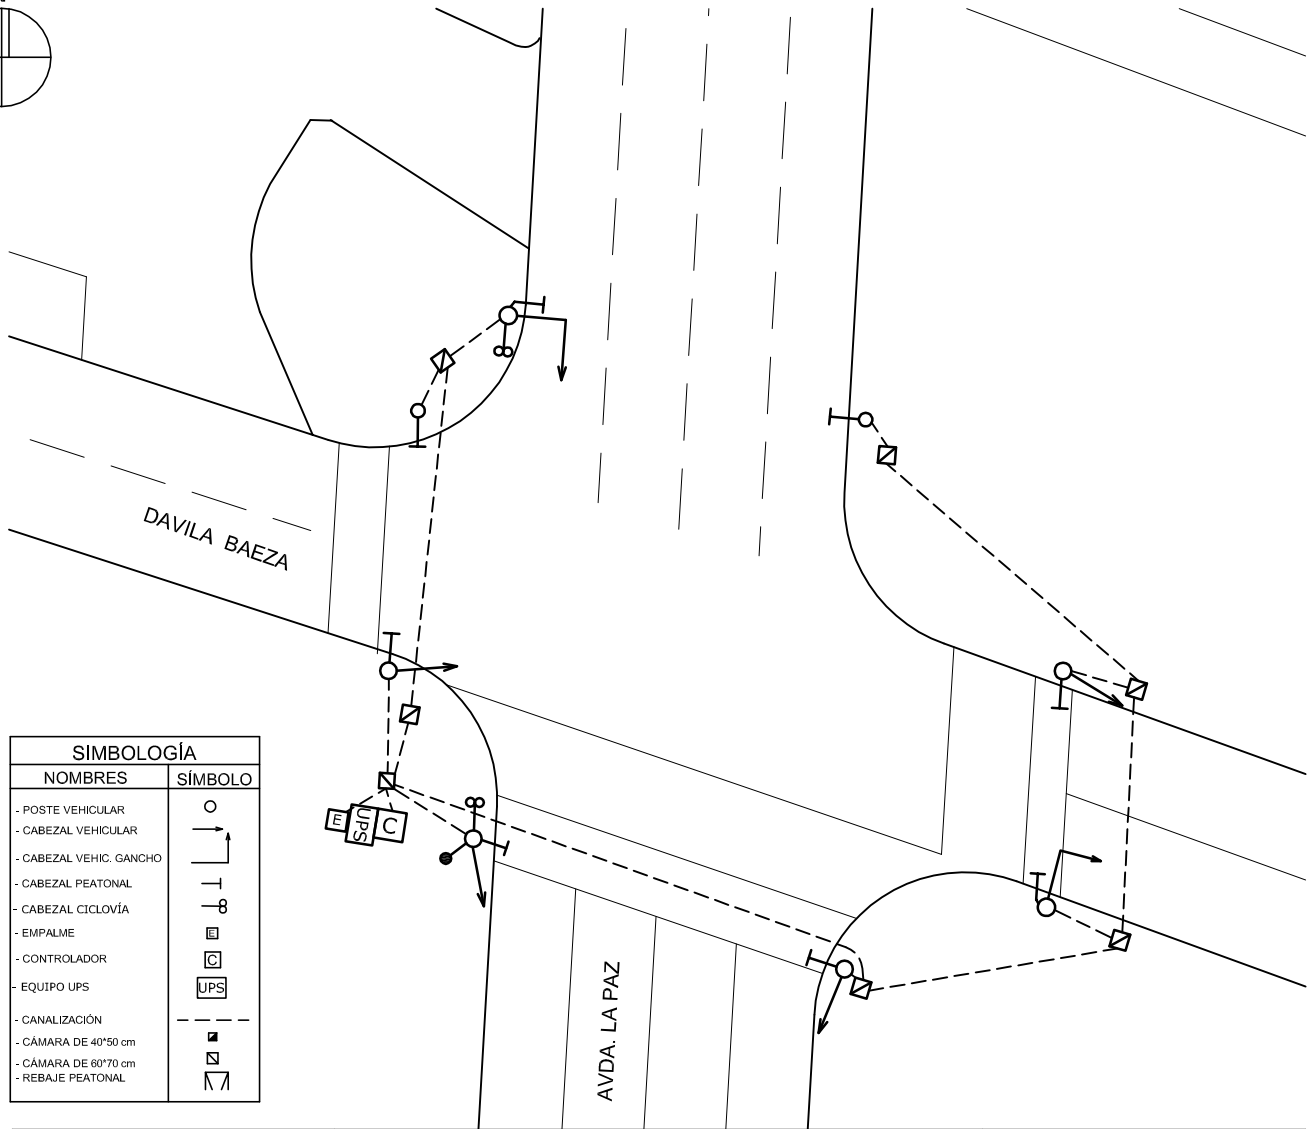 DAVILA BAEZA
E
UPS
C
AVDA. LA PAZ
SIMBOLOGÍA
NOMBRES SÍMBOLO
- POSTE VEHICULAR
- CABEZAL VEHICULAR
- CABEZAL VEHIC. GANCHO
- CABEZAL PEATONAL
- CABEZAL CICLOVÍA
- EMPALME E
- CONTROLADOR C
- EQUIPO UPS UPS
- CANALIZACIÓN
- CÁMARA DE 40*50 cm
- CÁMARA DE 60*70 cm
- REBAJE PEATONAL